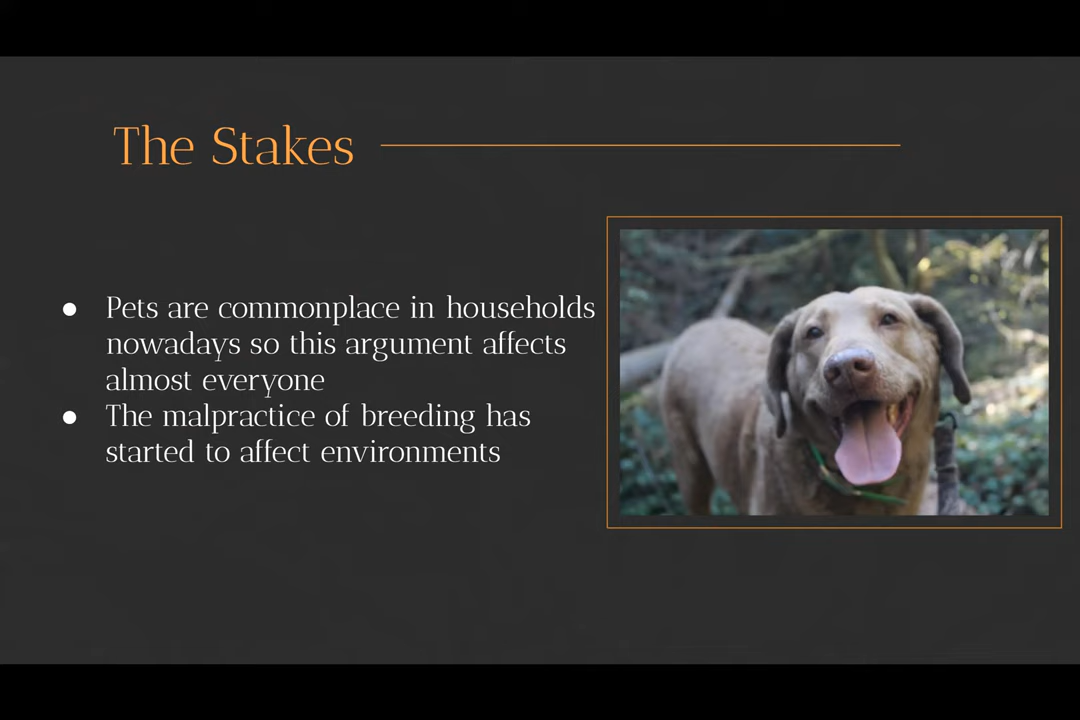 The Stakes
● Pets are commonplace in households
nowadays so this argument affects
almost everyone
● The malpractice of breeding has
started to affect environments